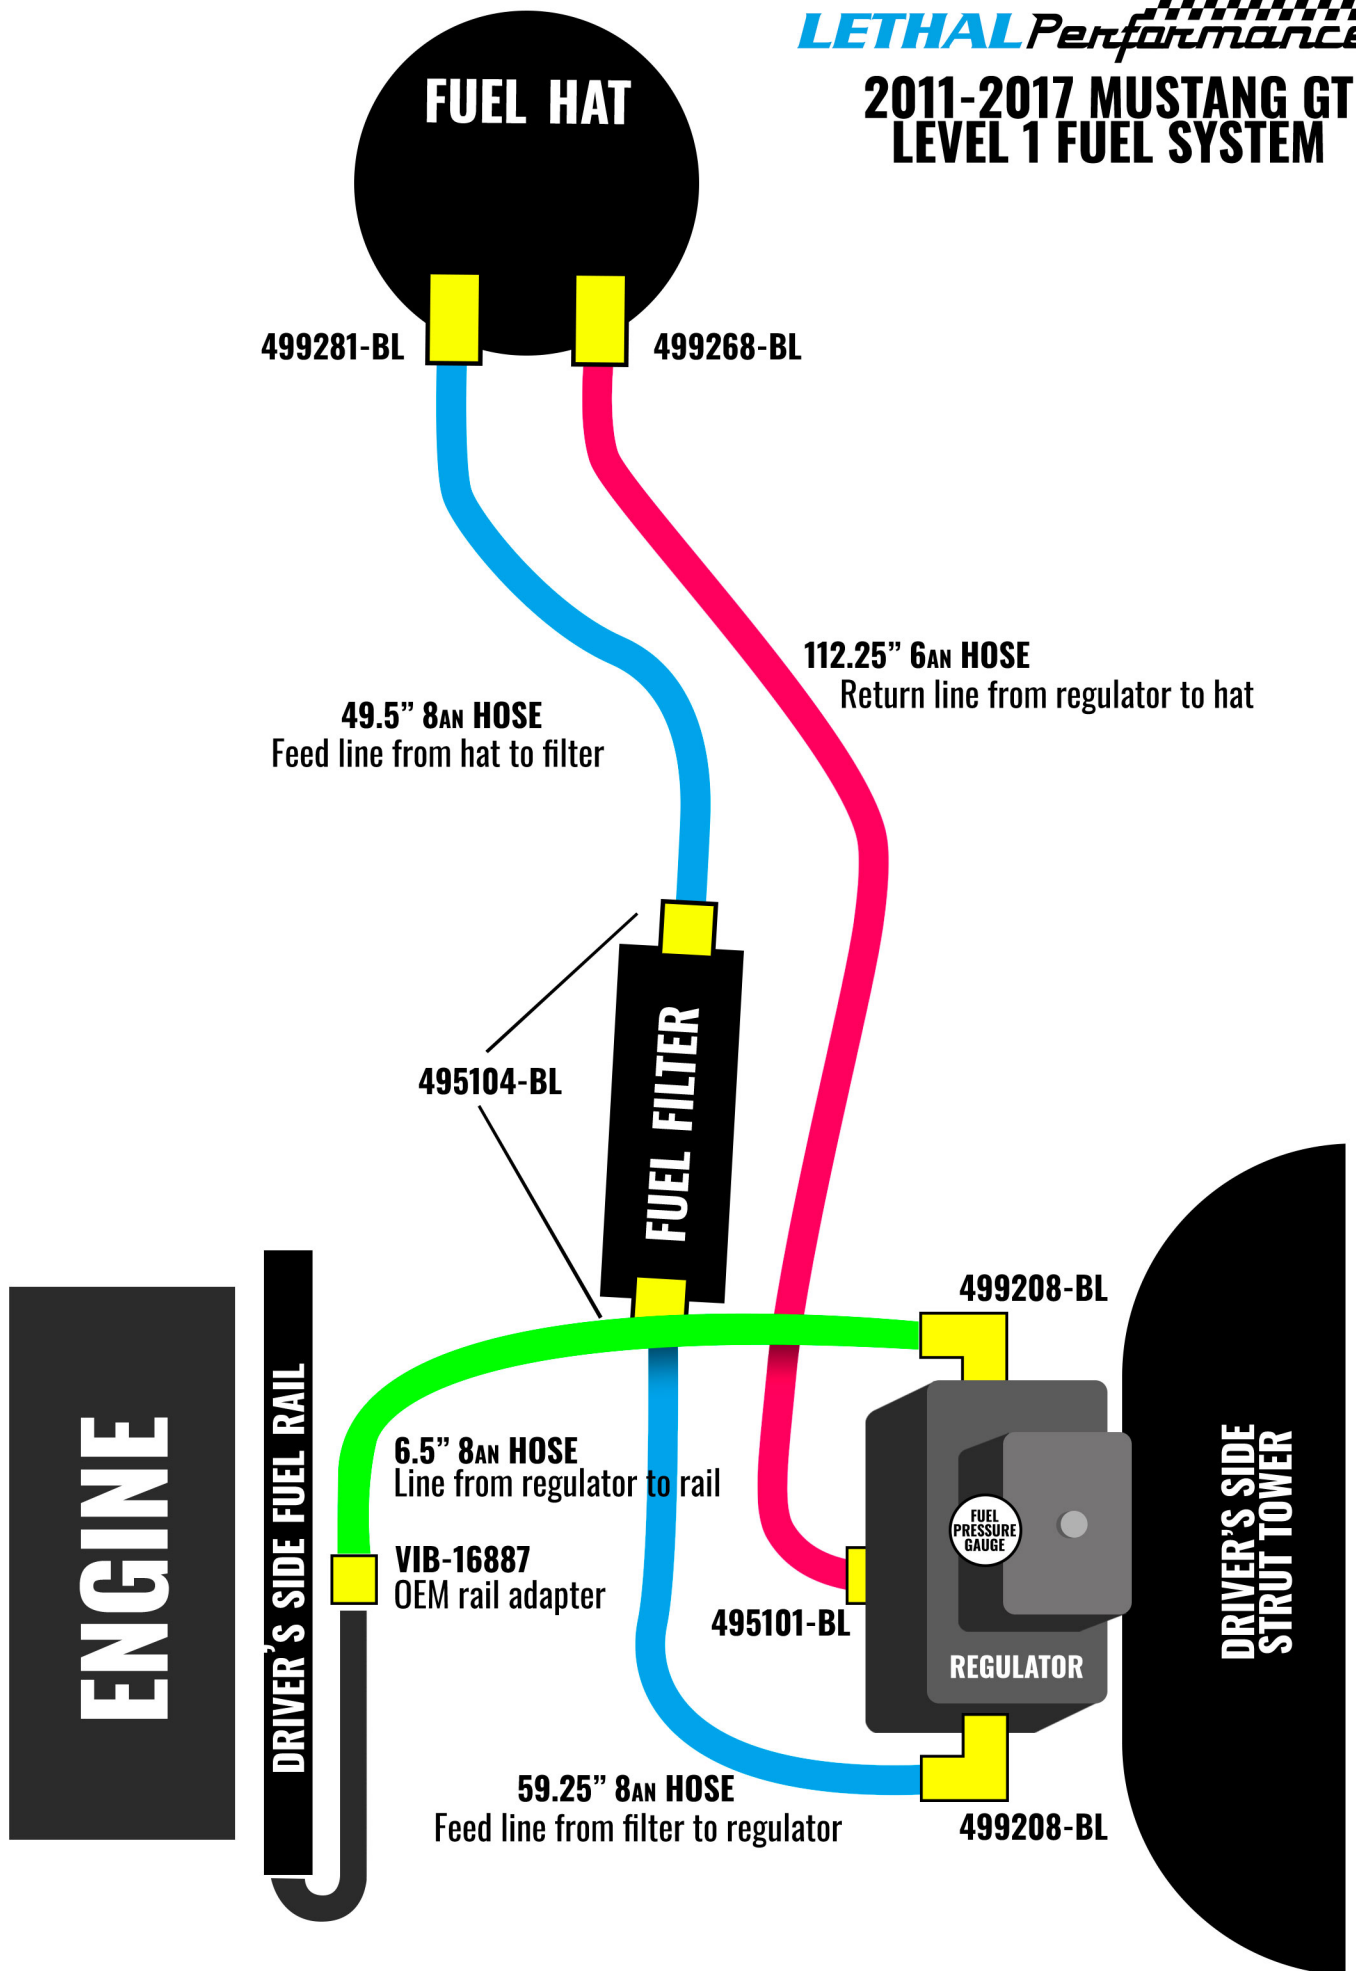 LETHAL Performance
2011-2017 MUSTANG GT
LEVEL 1 FUEL SYSTEM
FUEL HAT
499281-BL
499268-BL
112.25” 6AN HOSE
Return line from regulator to hat
49.5” 8AN HOSE
Feed line from hat to filter
FUEL FILTER
495104-BL
499208-BL
ENGINE
DRIVER’S SIDE FUEL RAIL
6.5” 8AN HOSE
Line from regulator to rail
VIB-16887
OEM rail adapter
495101-BL
FUEL
PRESSURE
GAUGE
REGULATOR
DRIVER’S SIDE
STRUT TOWER
59.25” 8AN HOSE
Feed line from filter to regulator
499208-BL